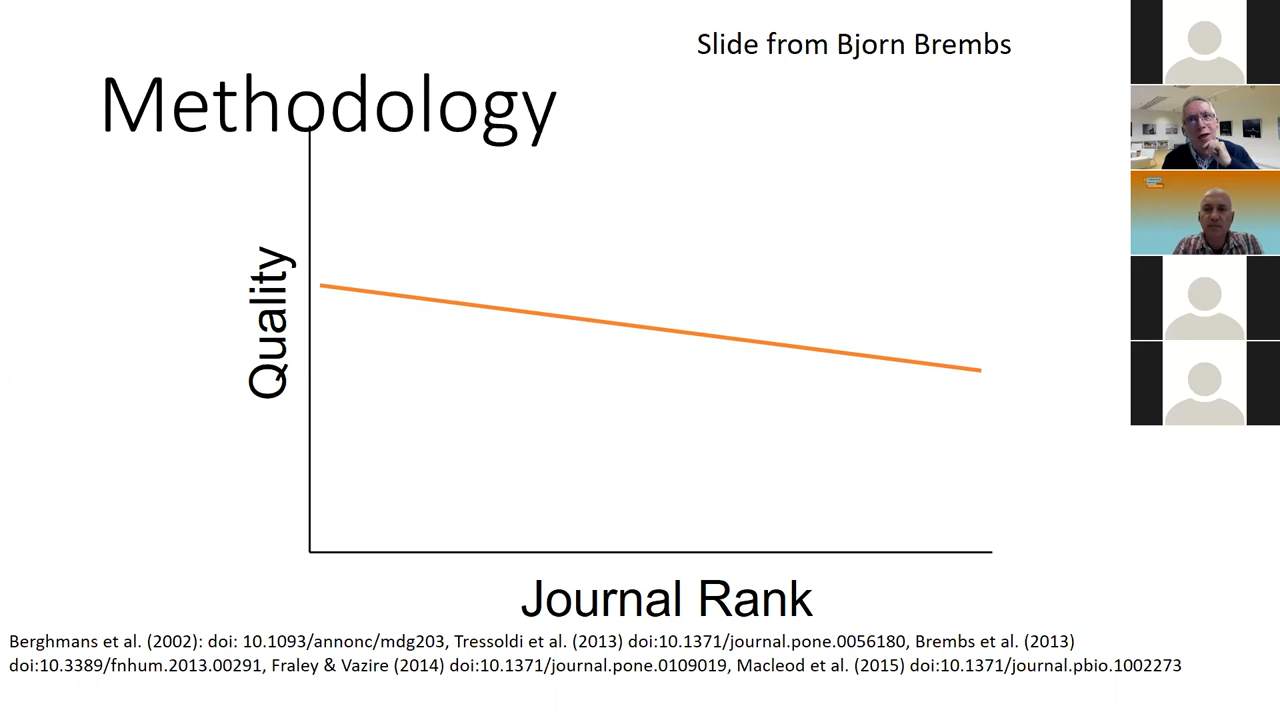 Slide from Bjorn Brembs
Methodology
Quality
Journal Rank
Berghmans et al. (2002): doi: 10.1093/annonc/mdg203, Tressoldi et al. (2013) doi:10.1371/journal.pone.0056180, Brembs et al. (2013)
doi:10.3389/fnhum.2013.00291, Fraley & Vazire (2014) doi:10.1371/journal.pone.0109019, Macleod et al. (2015) doi:10.1371/journal.pbio.1002273